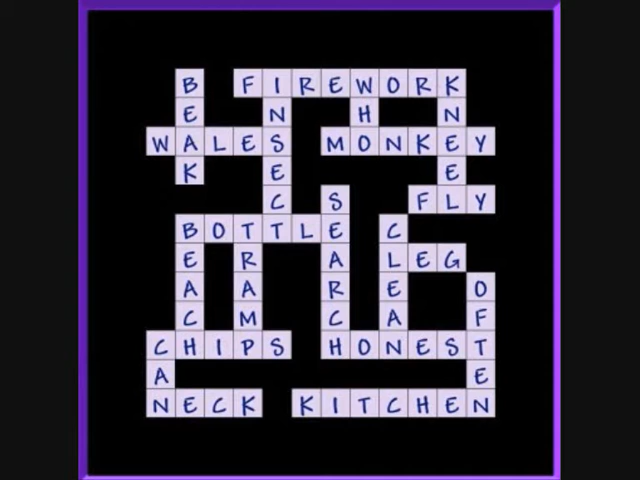 B FIREWORK
E N H N
WALES MONKEY
K E E
C S FLY
BOTTLE C
E R A LEG
A A R E O
C M C A F
CHIPS HONEST
A E
NECK KITCHEN